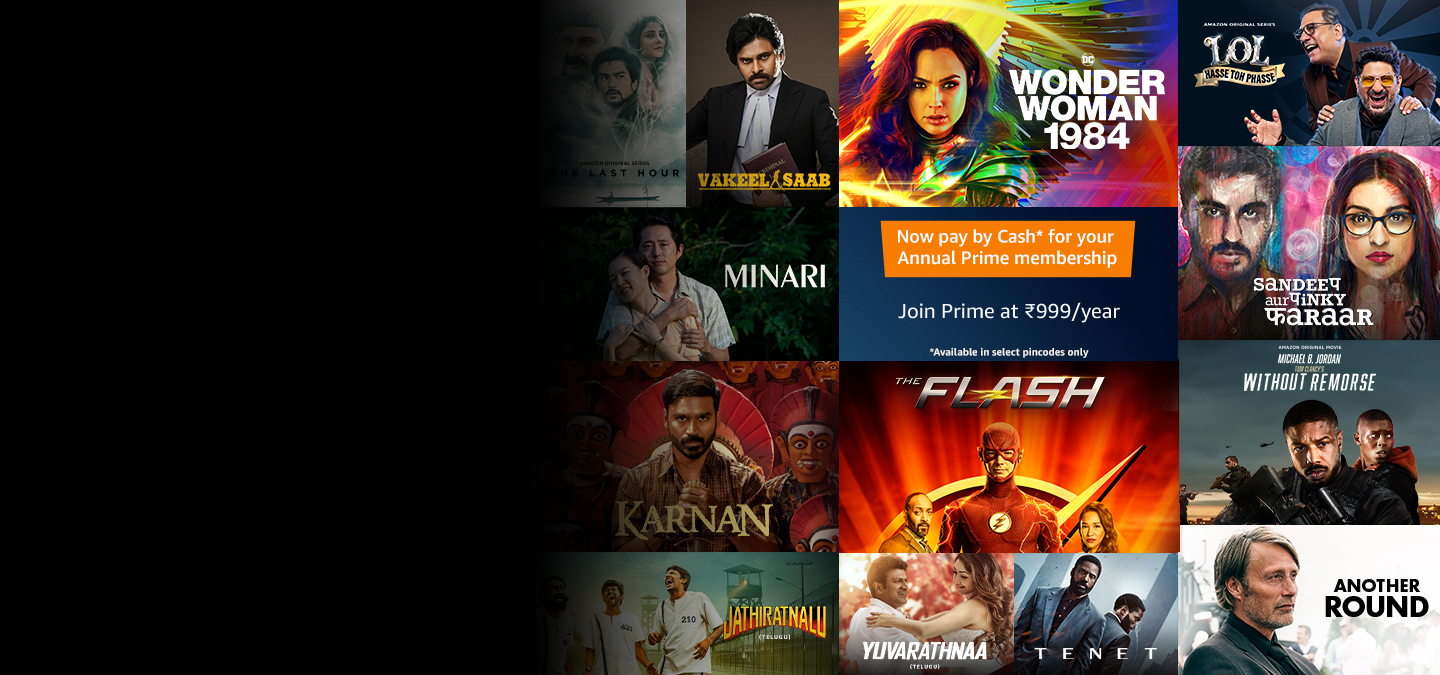 AMAZON ORIGINAL SERIES
THE LAST HOUR
CRIMINAL
VAKEEL SAAB
DC
WONDER
WOMAN
1984
AMAZON ORIGINAL SERIES
LOL
HASSE TOH PHASSE
MINARI
Now pay by Cash* for your
Annual Prime membership
Join Prime at ₹999/year
*Available in select pincodes only
SANDEEP
aur PINKY
FARAAR
KARNAN
THE
FLASH
AMAZON ORIGINAL MOVIE
MICHAEL B. JORDAN
TOM CLANCY'S
WITHOUT REMORSE
421
210
JATHIRATNALU
(TELUGU)
YUVARATHNAA
(TELUGU)
TENET
ANOTHER
ROUND